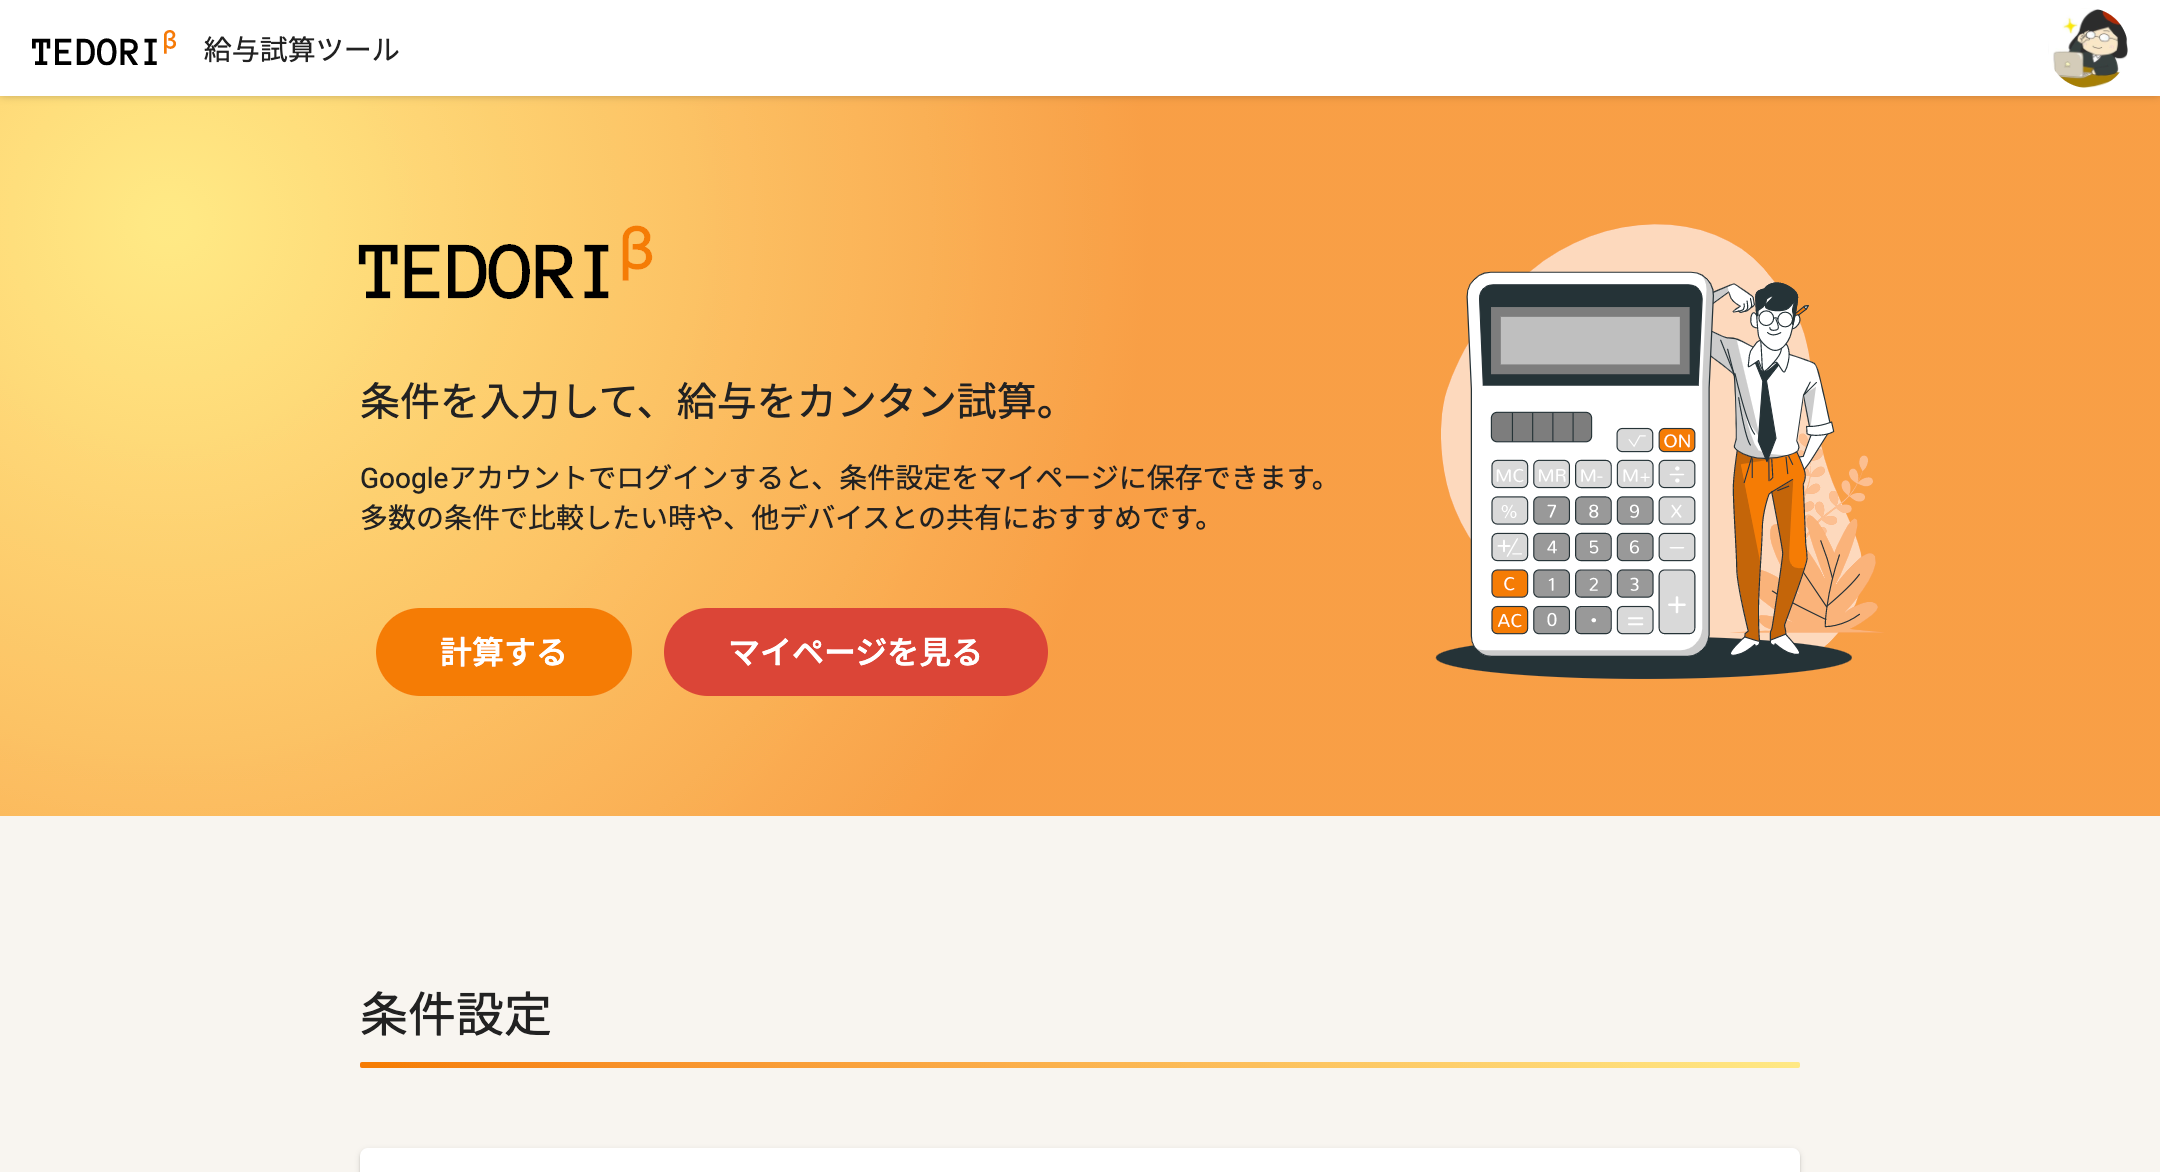 TEDORI β 給与試算ツール
TEDORI β
条件を入力して、給与をカンタン試算。
Googleアカウントでログインすると、条件設定をマイページに保存できます。
多数の条件で比較したい時や、他デバイスとの共有におすすめです。
計算する マイページを見る
√ ON
MC MR M- M+ ÷
% 7 8 9 X
+/_ 4 5 6 −
C 1 2 3 +
AC 0 • =
条件設定